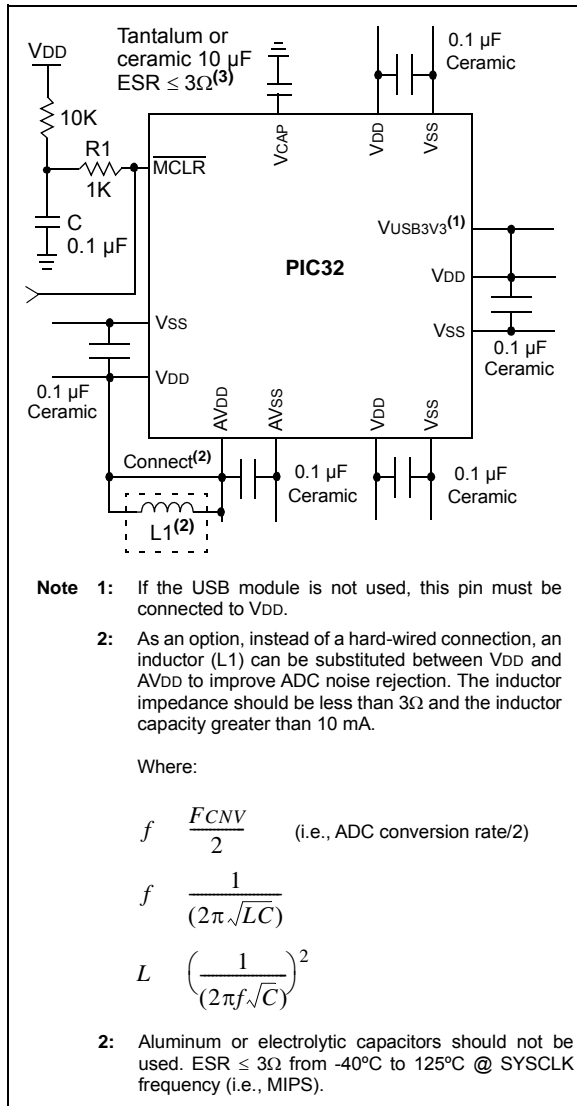 VDD
Tantalum or
ceramic 10 µF
ESR ≤ 3Ω(3)
0.1 µF
Ceramic
10K
R1
1K
C
0.1 µF
MCLR
VCAP
VDD
VSS
VUSB3V3(1)
PIC32
VDD
VSS
0.1 µF
Ceramic
VSS
VDD
0.1 µF
Ceramic
AVDD
AVSS
VDD
VSS
Connect(2)
0.1 µF
Ceramic
0.1 µF
Ceramic
L1(2)
Note 1: If the USB module is not used, this pin must be
connected to VDD.
2: As an option, instead of a hard-wired connection, an
inductor (L1) can be substituted between VDD and
AVDD to improve ADC noise rejection. The inductor
impedance should be less than 3Ω and the inductor
capacity greater than 10 mA.
Where:
f FCNV/2 (i.e., ADC conversion rate/2)
f 1/(2π√LC)
L (1/(2πf√C))2
2: Aluminum or electrolytic capacitors should not be
used. ESR ≤ 3Ω from -40ºC to 125ºC @ SYSCLK
frequency (i.e., MIPS).